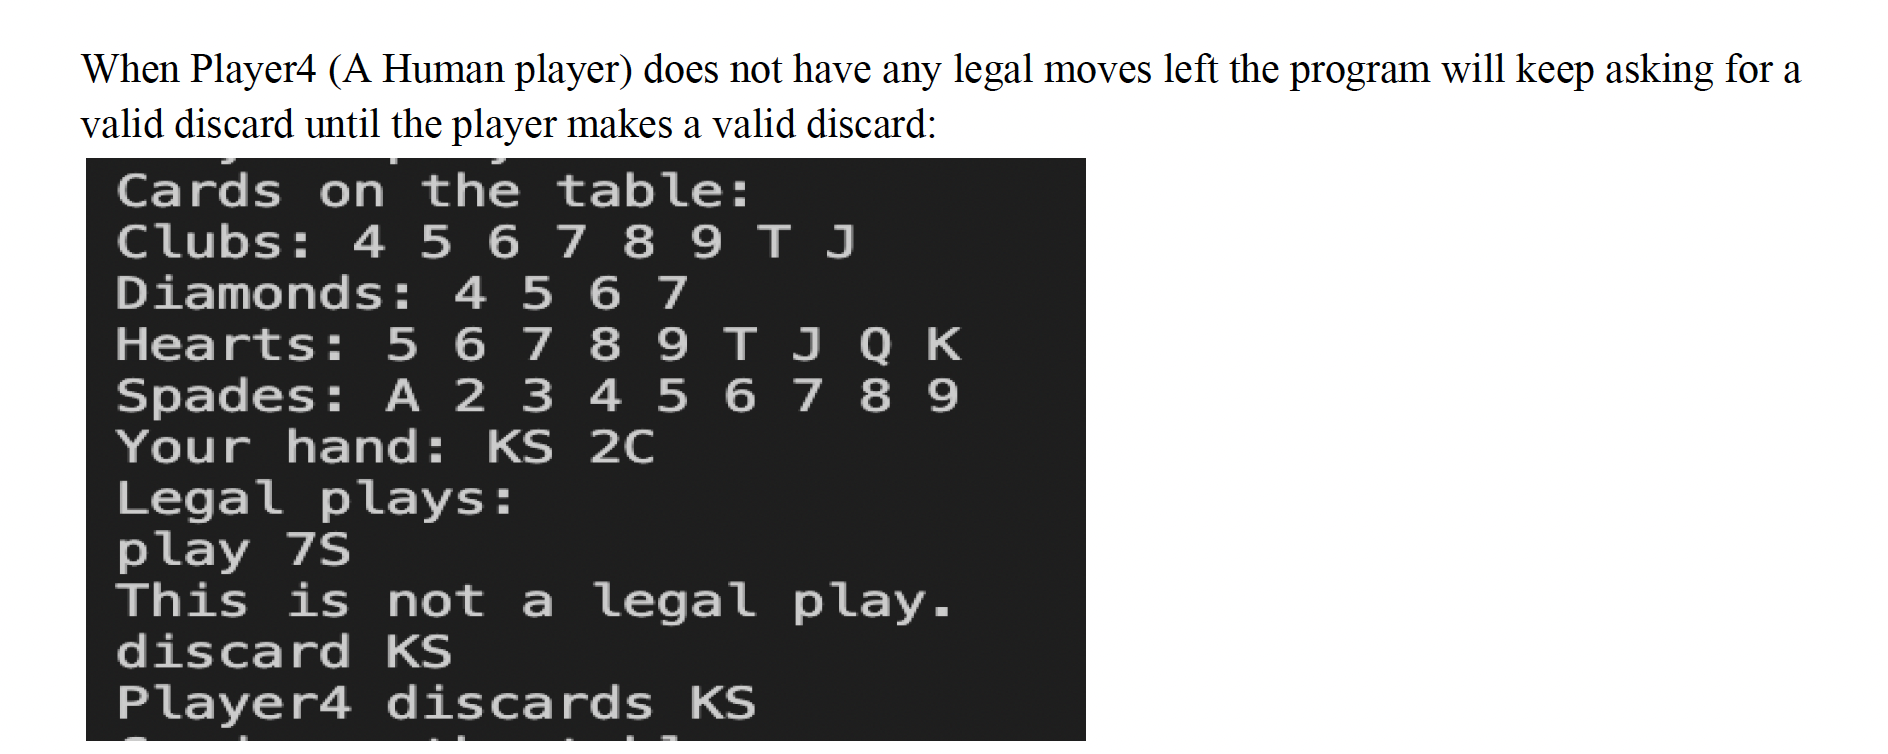 When Player4 (A Human player) does not have any legal moves left the program will keep asking for a
valid discard until the player makes a valid discard:
Cards on the table:
Clubs: 4 5 6 7 8 9 T J
Diamonds: 4 5 6 7
Hearts: 5 6 7 8 9 T J Q K
Spades: A 2 3 4 5 6 7 8 9
Your hand: KS 2C
Legal plays:
play 7S
This is not a legal play.
discard KS
Player4 discards KS